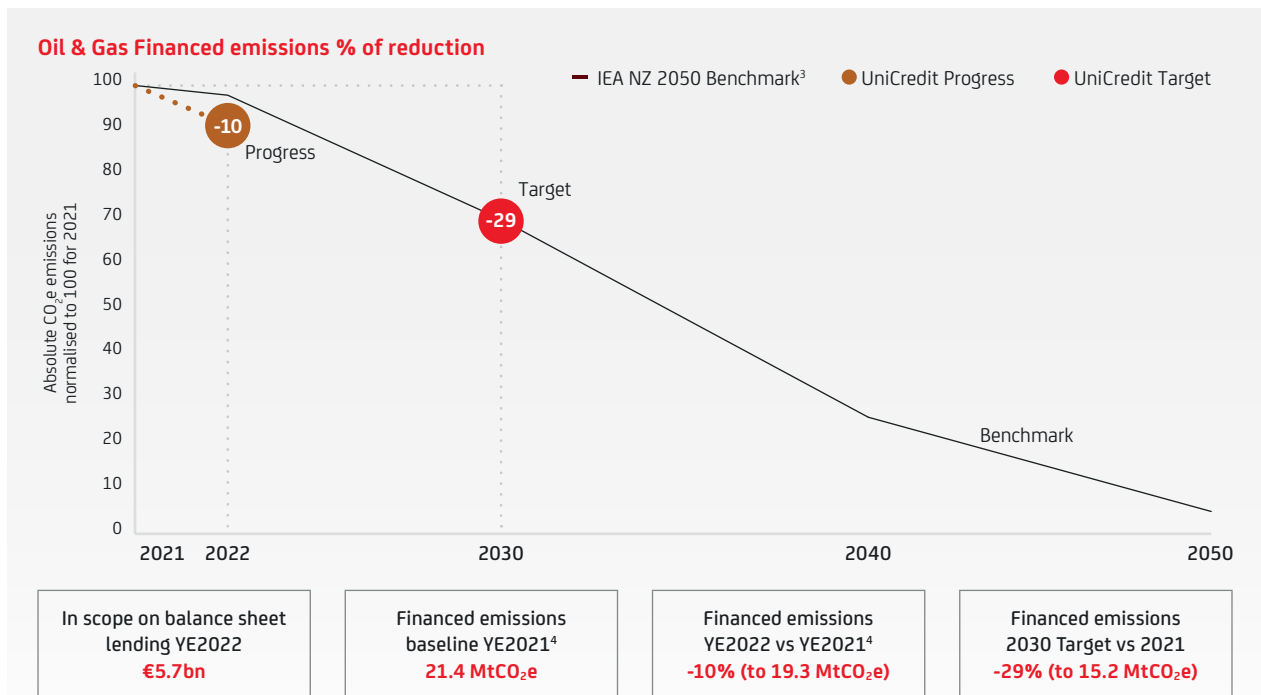 Oil & Gas Financed emissions % of reduction
IEA NZ 2050 Benchmark³
UniCredit Progress
UniCredit Target
Absolute CO₂e emissions
normalised to 100 for 2021
100
90
80
70
60
50
40
30
20
10
0
-10
Progress
Target
-29
Benchmark
2021
2022
2030
2040
2050
In scope on balance sheet
lending YE2022
€5.7bn
Financed emissions
baseline YE2021⁴
21.4 MtCO₂e
Financed emissions
YE2022 vs YE2021⁴
-10% (to 19.3 MtCO₂e)
Financed emissions
2030 Target vs 2021
-29% (to 15.2 MtCO₂e)